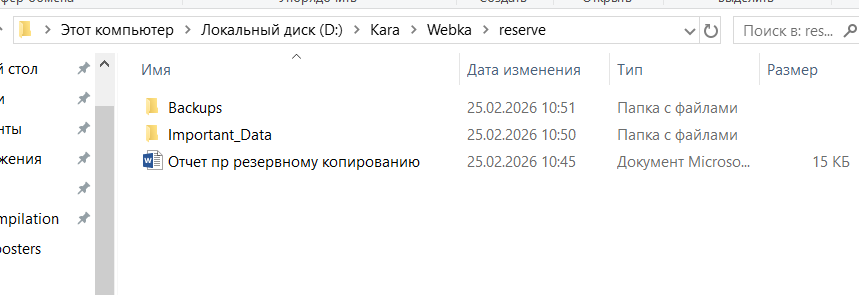 Этот компьютер > Локальный диск (D:) > Kara > Webka > reserve
Поиск в: res...
Имя Дата изменения Тип Размер
Backups 25.02.2026 10:51 Папка с файлами
Important_Data 25.02.2026 10:50 Папка с файлами
Отчет пр резервному копированию 25.02.2026 10:45 Документ Microso... 15 КБ
й стол
и
нты
жения
mpilation
posters